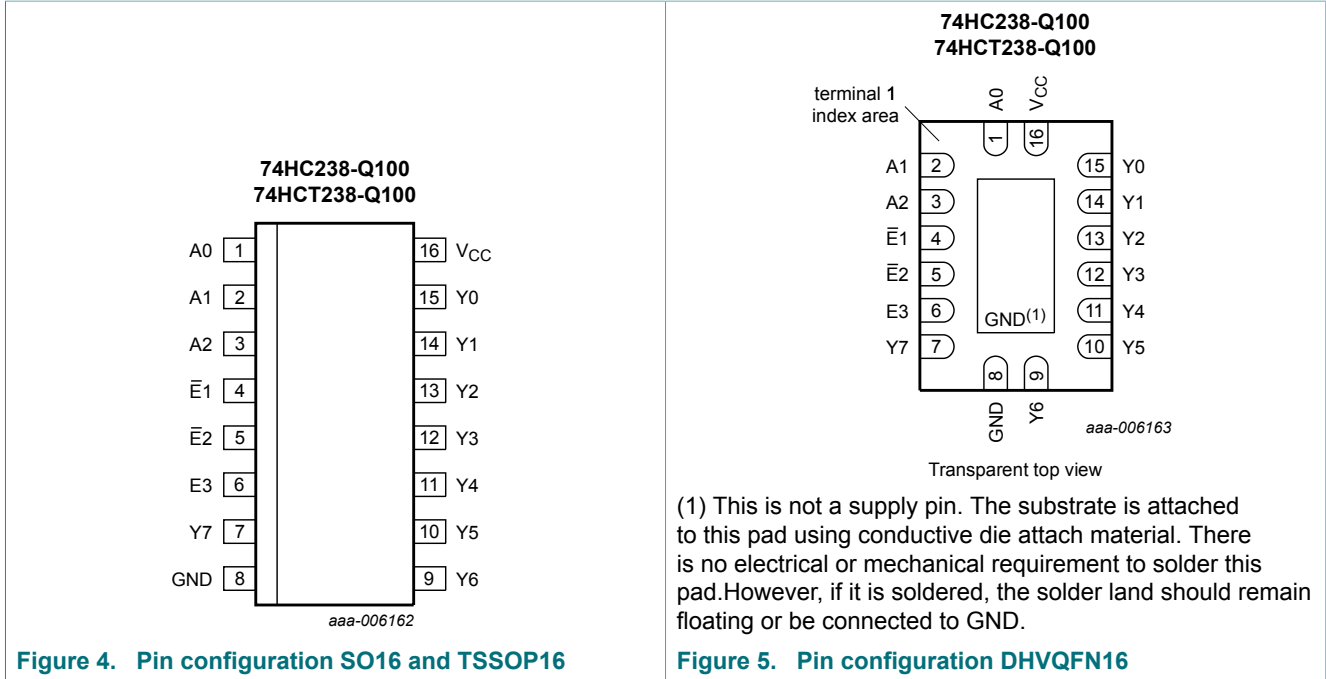 74HC238-Q100
74HCT238-Q100
A0 1
16 VCC
A1 2
15 Y0
A2 3
14 Y1
E̅1 4
13 Y2
E̅2 5
12 Y3
E3 6
11 Y4
Y7 7
10 Y5
GND 8
9 Y6
aaa-006162
Figure 4. Pin configuration SO16 and TSSOP16
74HC238-Q100
74HCT238-Q100
terminal 1
index area
A0
VCC
1
16
A1 2
15 Y0
A2 3
14 Y1
E̅1 4
13 Y2
E̅2 5
12 Y3
E3 6
11 Y4
GND(1)
Y7 7
10 Y5
8
9
GND
Y6
aaa-006163
Transparent top view
(1) This is not a supply pin. The substrate is attached
to this pad using conductive die attach material. There
is no electrical or mechanical requirement to solder this
pad.However, if it is soldered, the solder land should remain
floating or be connected to GND.
Figure 5. Pin configuration DHVQFN16